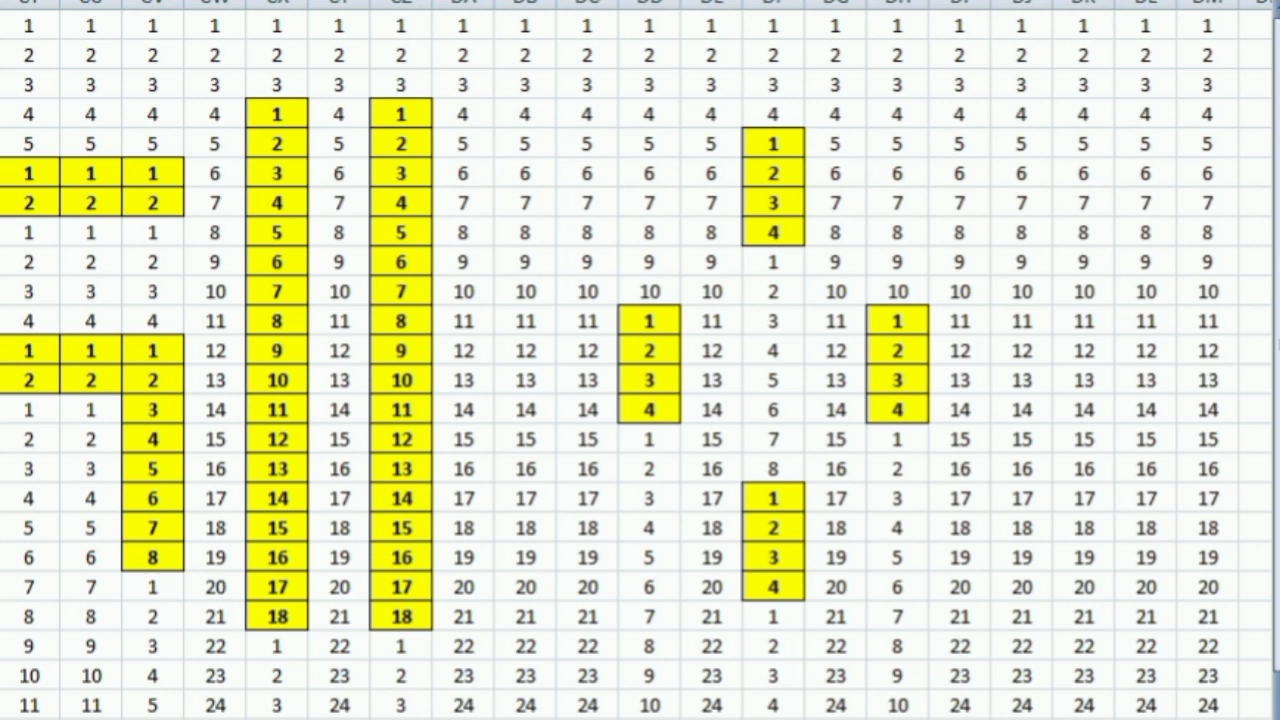 1 1 1 1 1 1 1 1 1 1 1 1 1 1 1 1 1 1 1 1
2 2 2 2 2 2 2 2 2 2 2 2 2 2 2 2 2 2 2 2
3 3 3 3 3 3 3 3 3 3 3 3 3 3 3 3 3 3 3 3
4 4 4 4 1 4 1 4 4 4 4 4 4 4 4 4 4 4 4 4
5 5 5 5 2 5 2 5 5 5 5 5 1 5 5 5 5 5 5 5
1 1 1 6 3 6 3 6 6 6 6 6 2 6 6 6 6 6 6 6
2 2 2 7 4 7 4 7 7 7 7 7 3 7 7 7 7 7 7 7
1 1 1 8 5 8 5 8 8 8 8 8 4 8 8 8 8 8 8 8
2 2 2 9 6 9 6 9 9 9 9 9 1 9 9 9 9 9 9 9
3 3 3 10 7 10 7 10 10 10 10 10 2 10 10 10 10 10 10 10
4 4 4 11 8 11 8 11 11 11 1 11 3 11 1 11 11 11 11 11
1 1 1 12 9 12 9 12 12 12 2 12 4 12 2 12 12 12 12 12
2 2 2 13 10 13 10 13 13 13 3 13 5 13 3 13 13 13 13 13
1 1 3 14 11 14 11 14 14 14 4 14 6 14 4 14 14 14 14 14
2 2 4 15 12 15 12 15 15 15 1 15 7 15 1 15 15 15 15 15
3 3 5 16 13 16 13 16 16 16 2 16 8 16 2 16 16 16 16 16
4 4 6 17 14 17 14 17 17 17 3 17 1 17 3 17 17 17 17 17
5 5 7 18 15 18 15 18 18 18 4 18 2 18 4 18 18 18 18 18
6 6 8 19 16 19 16 19 19 19 5 19 3 19 5 19 19 19 19 19
7 7 1 20 17 20 17 20 20 20 6 20 4 20 6 20 20 20 20 20
8 8 2 21 18 21 18 21 21 21 7 21 1 21 7 21 21 21 21 21
9 9 3 22 1 22 1 22 22 22 8 22 2 22 8 22 22 22 22 22
10 10 4 23 2 23 2 23 23 23 9 23 3 23 9 23 23 23 23 23
11 11 5 24 3 24 3 24 24 24 10 24 4 24 10 24 24 24 24 24